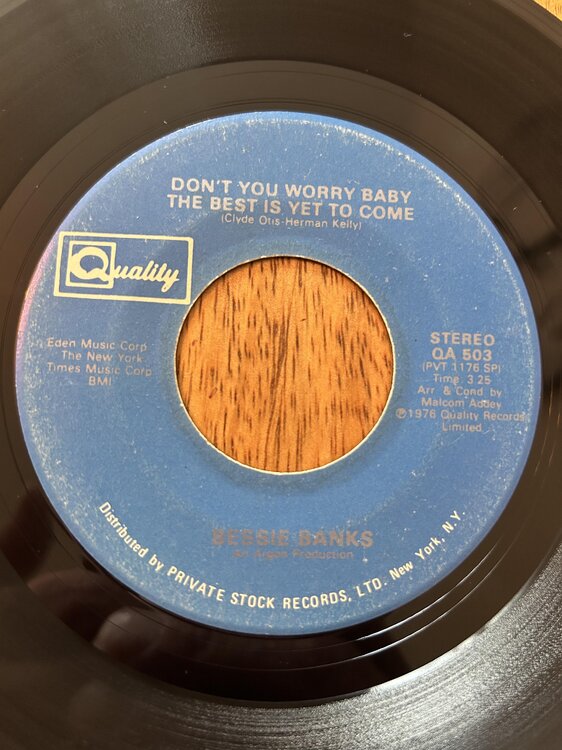 DON'T YOU WORRY BABY
THE BEST IS YET TO COME
(Clyde Otis-Herman Kelly)
Quality
Eden Music Corp
The New York
Times Music Corp
BMI
STEREO
QA 503
(PVT 1176 SP)
Time 3 25
Arr & Cond by
Malcom Addey
℗1976 Quality Records
Limited
BESSIE BANKS
An Argon Production
Distributed by PRIVATE STOCK RECORDS, LTD. New York, N.Y.